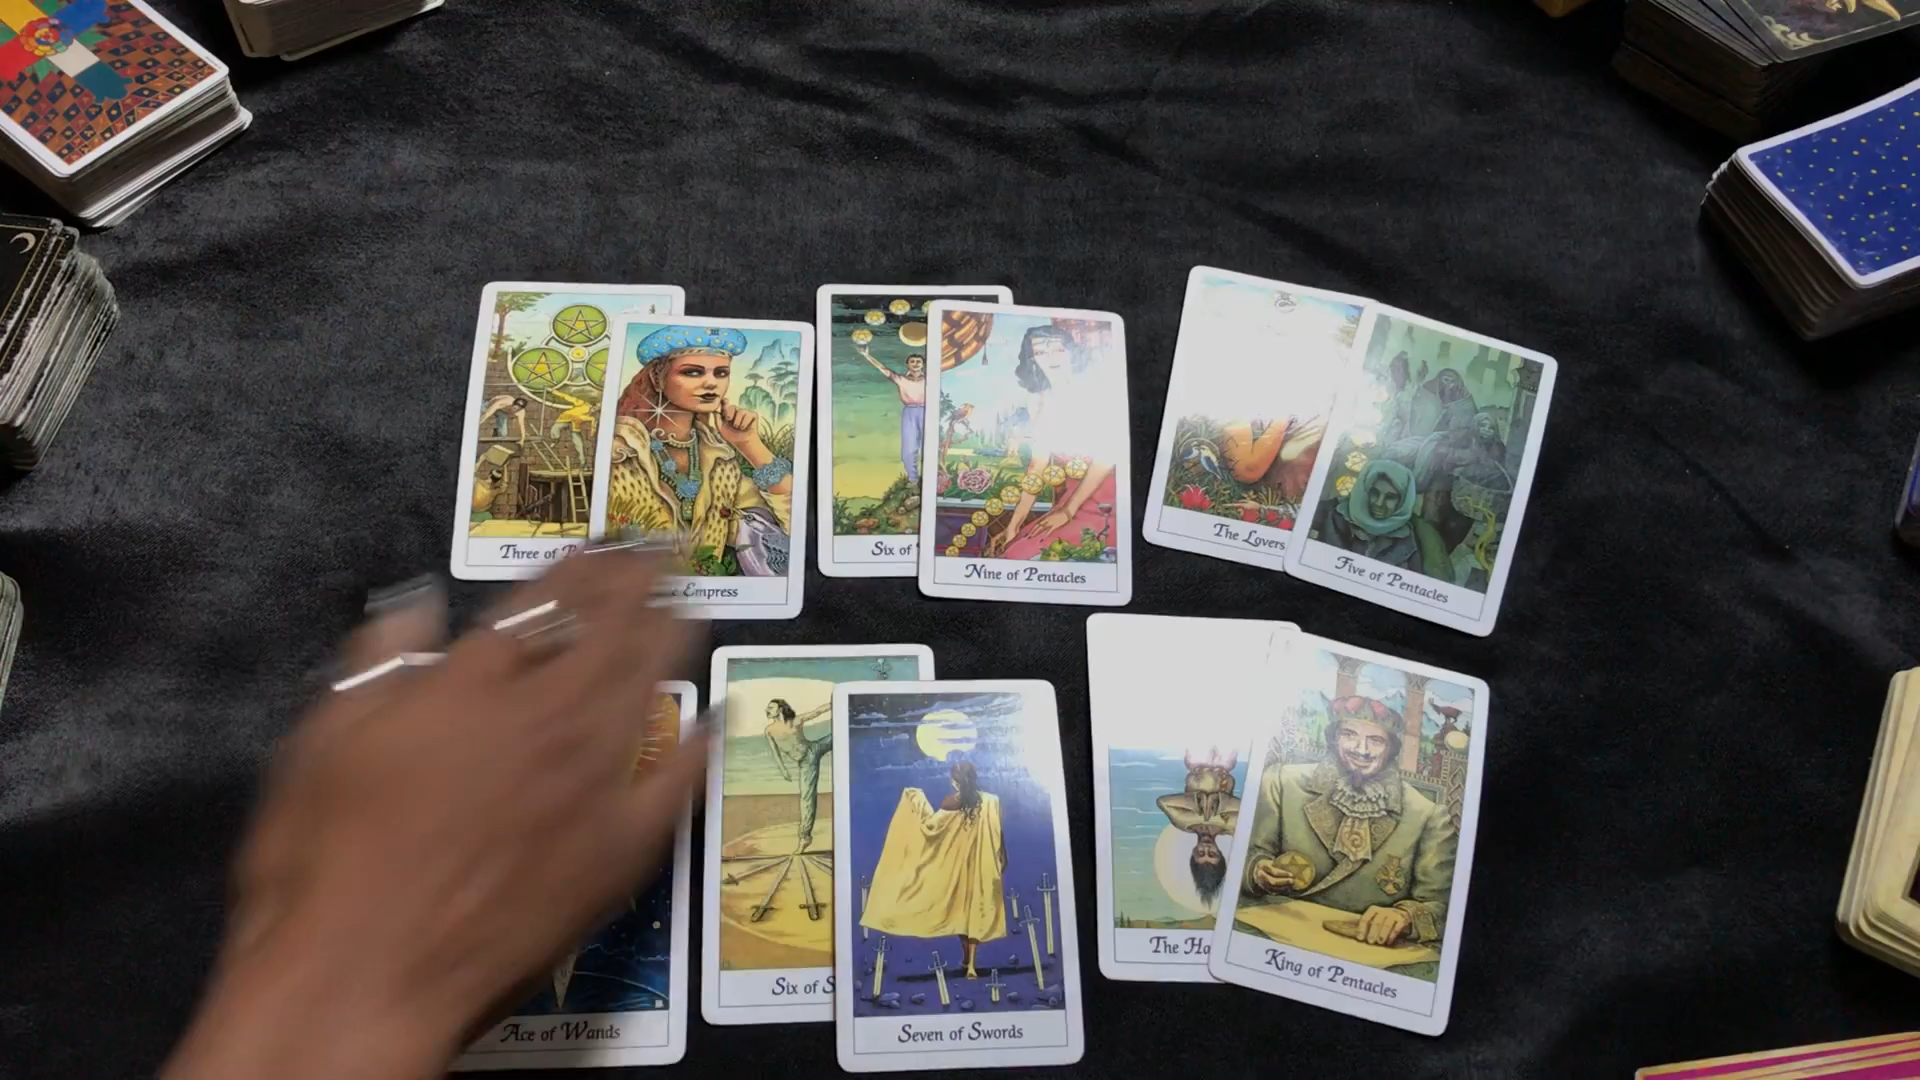 Three of
Empress
Six of
Nine of Pentacles
The Lovers
Five of Pentacles
Ace of Wands
Six of S
Seven of Swords
The Ha
King of Pentacles